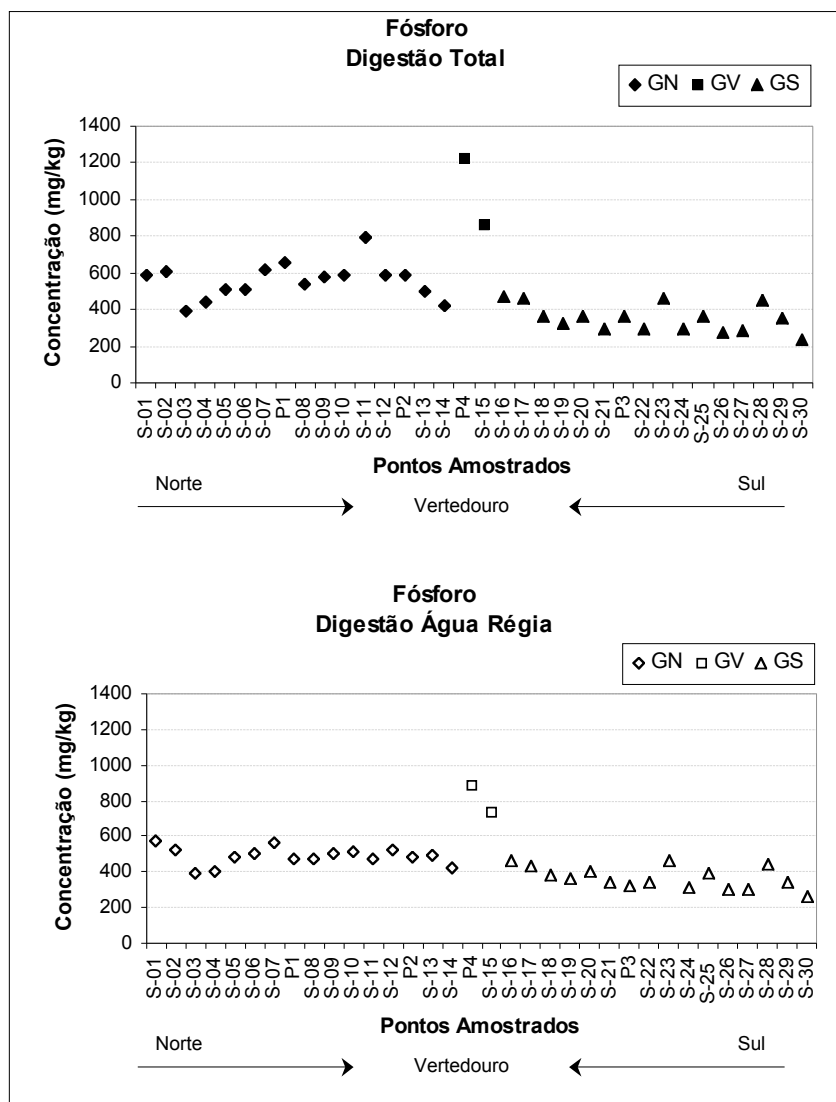 Fósforo
Digestão Total
GN GV GS
Concentração (mg/kg)
1400
1200
1000
800
600
400
200
0
S-01 S-02 S-03 S-04 S-05 S-06 S-07 P1 S-08 S-09 S-10 S-11 S-12 P2 S-13 S-14 P4 S-15 S-16 S-17 S-18 S-19 S-20 S-21 P3 S-22 S-23 S-24 S-25 S-26 S-27 S-28 S-29 S-30
Pontos Amostrados
Norte Vertedouro Sul
Fósforo
Digestão Água Régia
GN GV GS
Concentração (mg/kg)
1400
1200
1000
800
600
400
200
0
S-01 S-02 S-03 S-04 S-05 S-06 S-07 P1 S-08 S-09 S-10 S-11 S-12 P2 S-13 S-14 P4 S-15 S-16 S-17 S-18 S-19 S-20 S-21 P3 S-22 S-23 S-24 S-25 S-26 S-27 S-28 S-29 S-30
Pontos Amostrados
Norte Vertedouro Sul